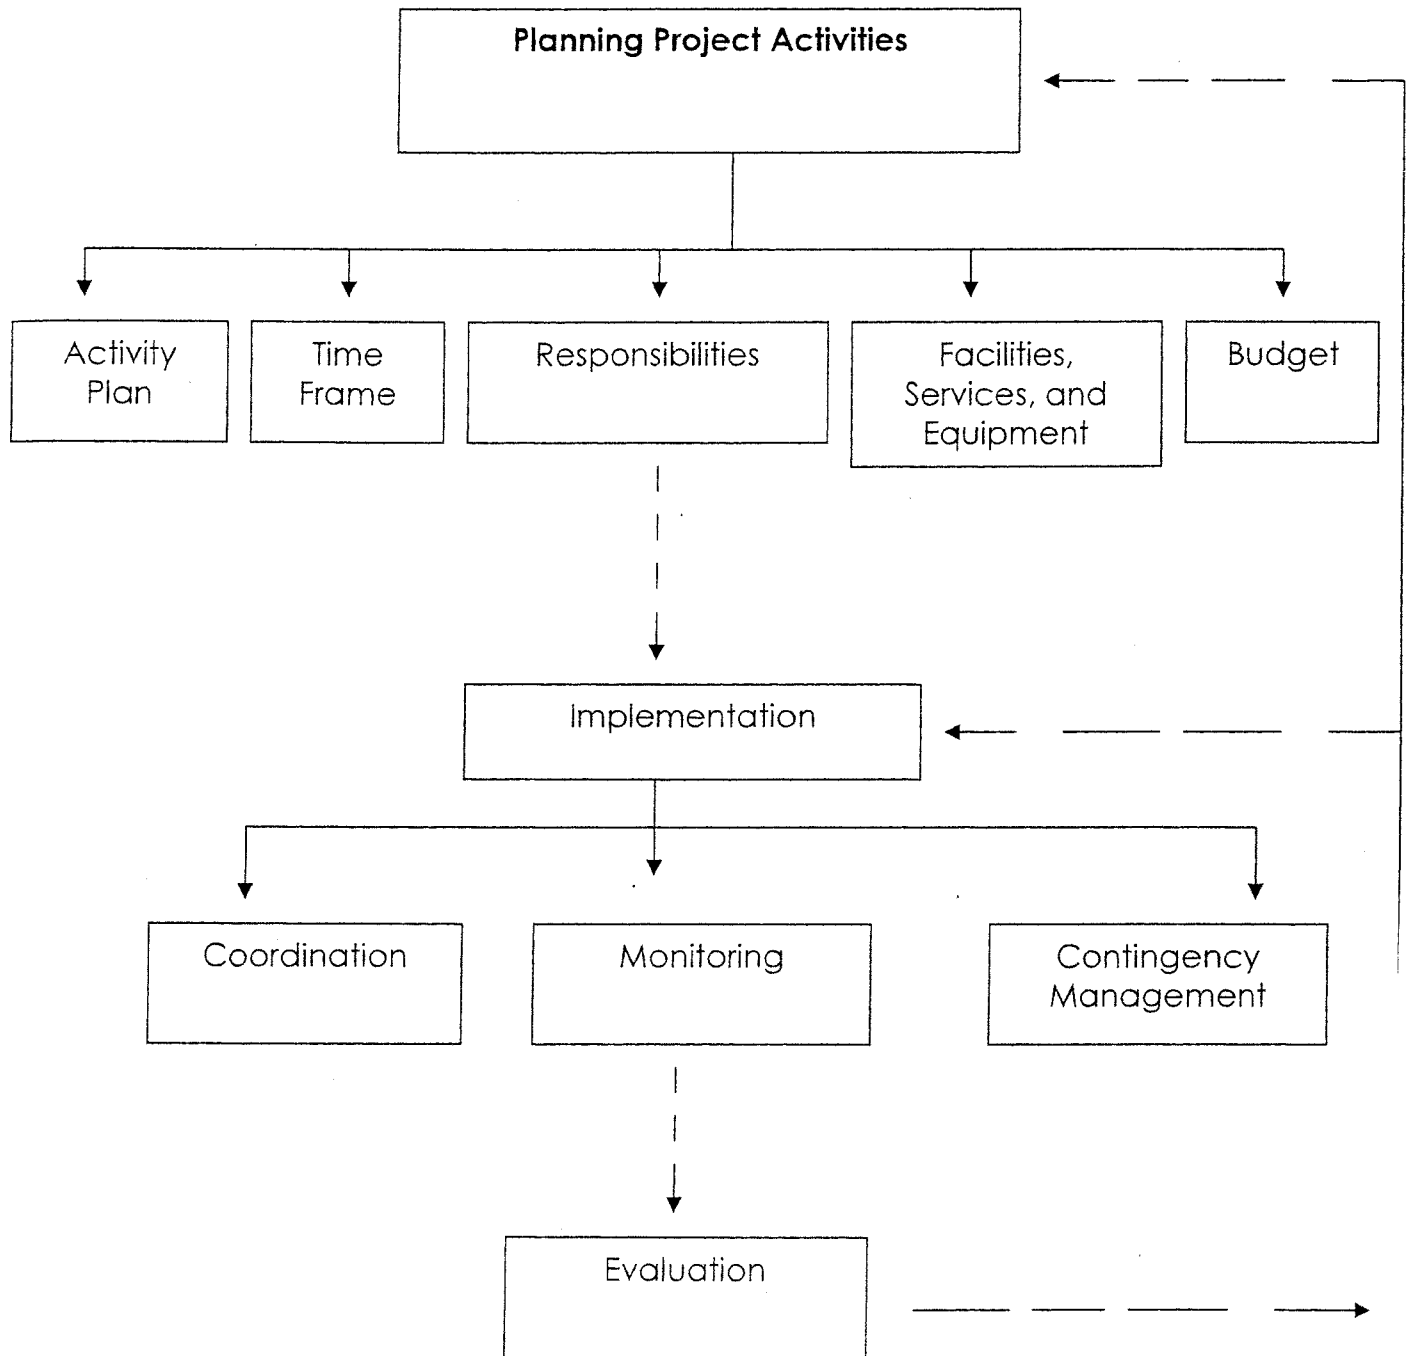 Planning Project Activities
Activity
Plan
Time
Frame
Responsibilities
Facilities,
Services, and
Equipment
Budget
Implementation
Coordination
Monitoring
Contingency
Management
Evaluation